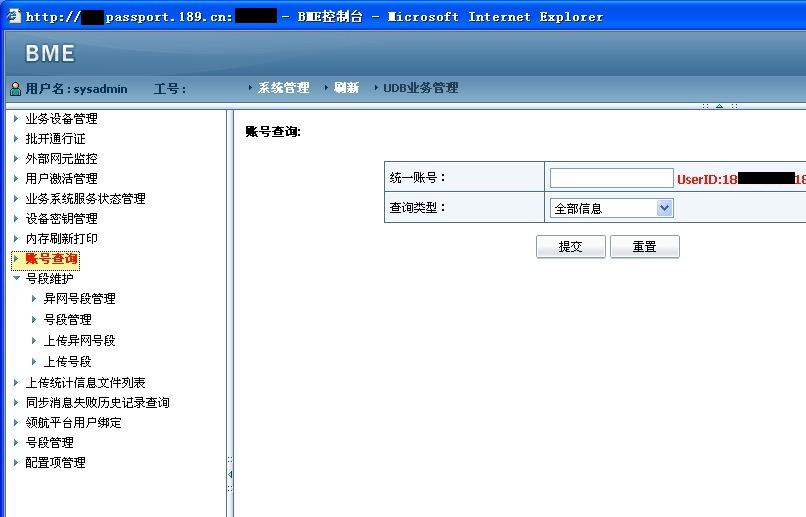 http:// passport.189.cn: - BME控制台 - Microsoft Internet Explorer
BME
用户名:sysadmin 工号: 系统管理 刷新 UDB业务管理
业务设备管理
批开通行证
外部网元监控
用户激活管理
业务系统服务状态管理
设备密钥管理
内存刷新打印
账号查询
号段维护
异网号段管理
号段管理
上传异网号段
上传号段
上传统计信息文件列表
同步消息失败历史记录查询
领航平台用户绑定
号段管理
配置项管理
账号查询:
统一账号: UserID:18 18
查询类型: 全部信息
提交 重置